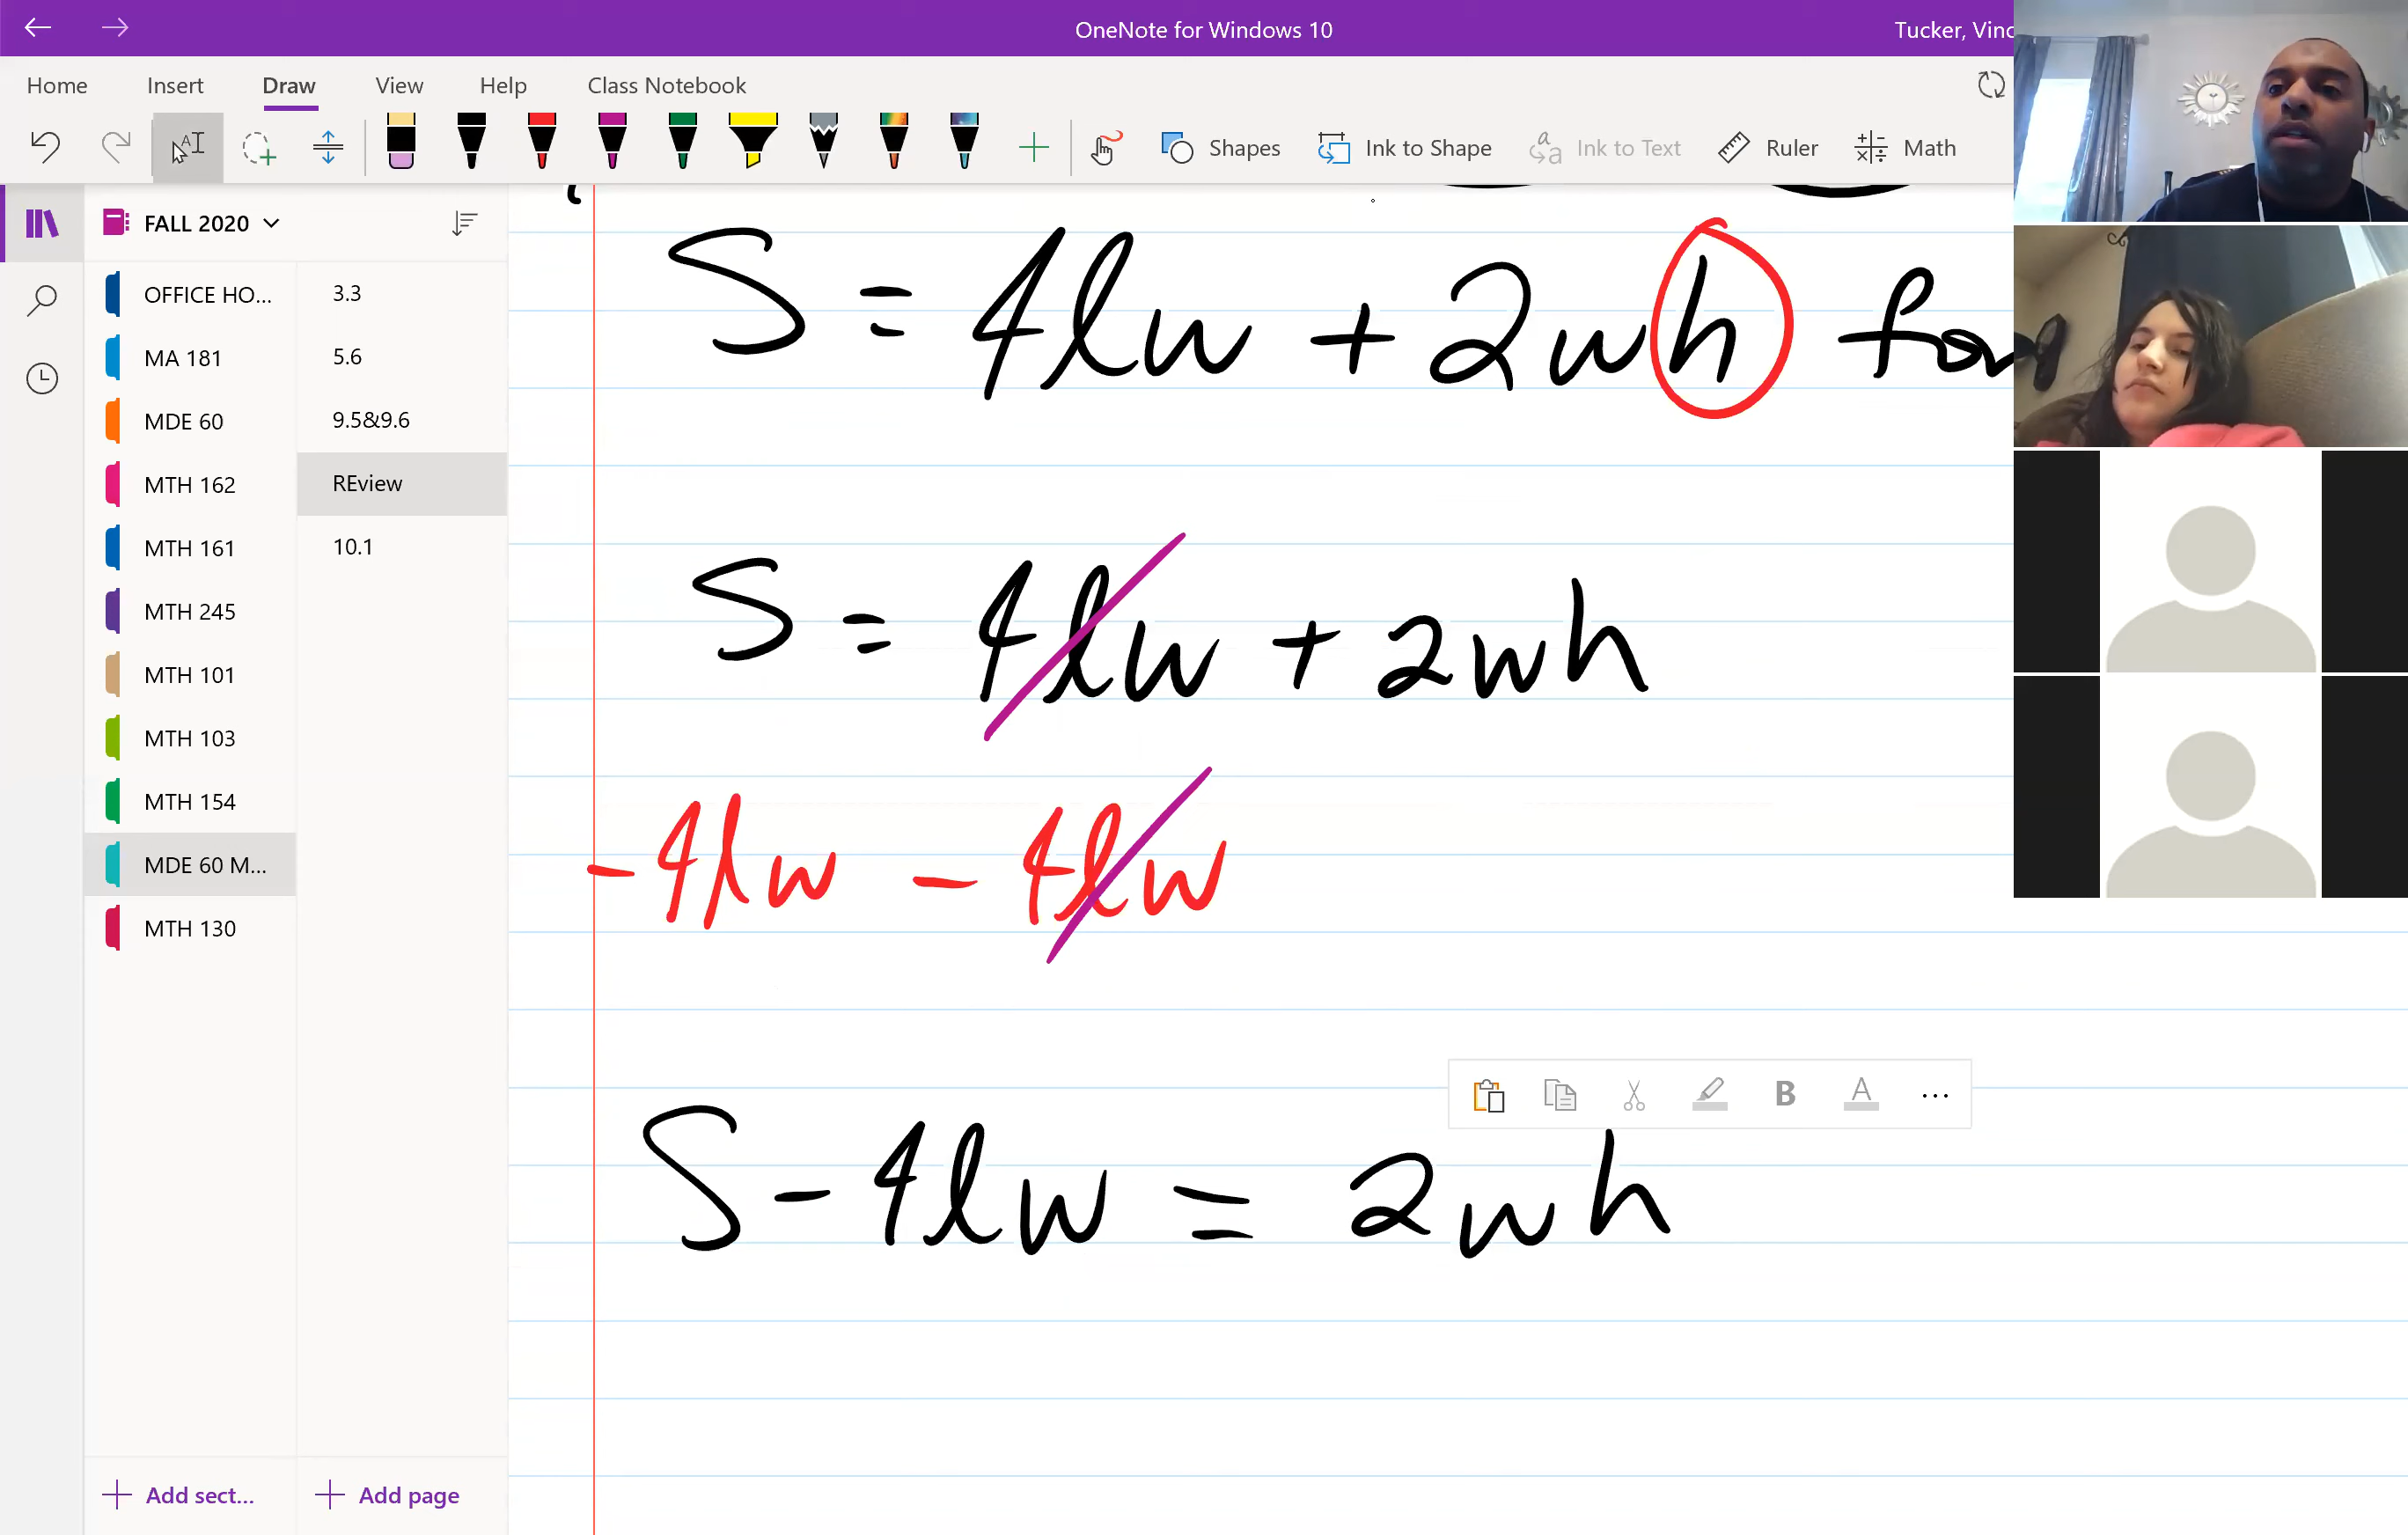 OneNote for Windows 10
Tucker, Vinc
Home Insert Draw View Help Class Notebook
Shapes Ink to Shape Ink to Text Ruler Math
FALL 2020
OFFICE HO...
MA 181
MDE 60
MTH 162
MTH 161
MTH 245
MTH 101
MTH 103
MTH 154
MDE 60 M...
MTH 130
Add sect...
3.3
5.6
9.5&9.6
REview
10.1
Add page
S = 4lw + 2wh for
S = 4lw + 2wh
- 4lw - 4lw
B A ...
S - 4lw = 2wh